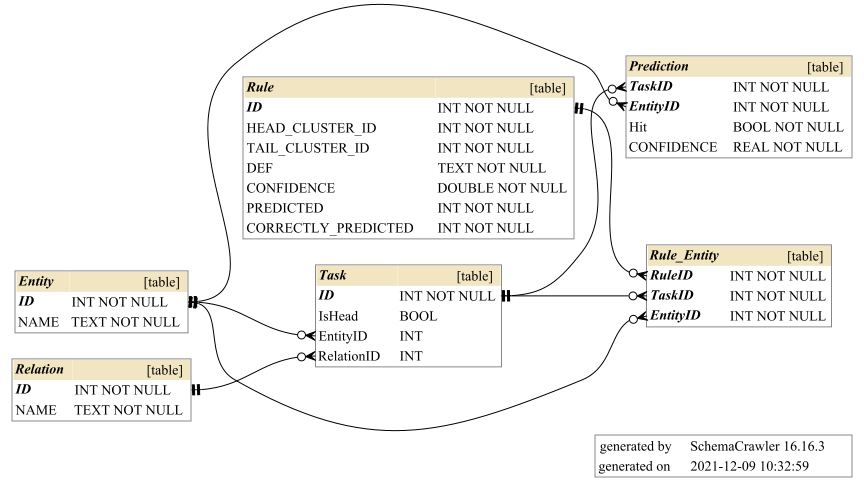 Prediction [table]
TaskID INT NOT NULL
EntityID INT NOT NULL
Hit BOOL NOT NULL
CONFIDENCE REAL NOT NULL
Rule [table]
ID INT NOT NULL
HEAD_CLUSTER_ID INT NOT NULL
TAIL_CLUSTER_ID INT NOT NULL
DEF TEXT NOT NULL
CONFIDENCE DOUBLE NOT NULL
PREDICTED INT NOT NULL
CORRECTLY_PREDICTED INT NOT NULL
Rule_Entity [table]
RuleID INT NOT NULL
TaskID INT NOT NULL
EntityID INT NOT NULL
Task [table]
ID INT NOT NULL
IsHead BOOL
EntityID INT
RelationID INT
Entity [table]
ID INT NOT NULL
NAME TEXT NOT NULL
Relation [table]
ID INT NOT NULL
NAME TEXT NOT NULL
generated by SchemaCrawler 16.16.3
generated on 2021-12-09 10:32:59